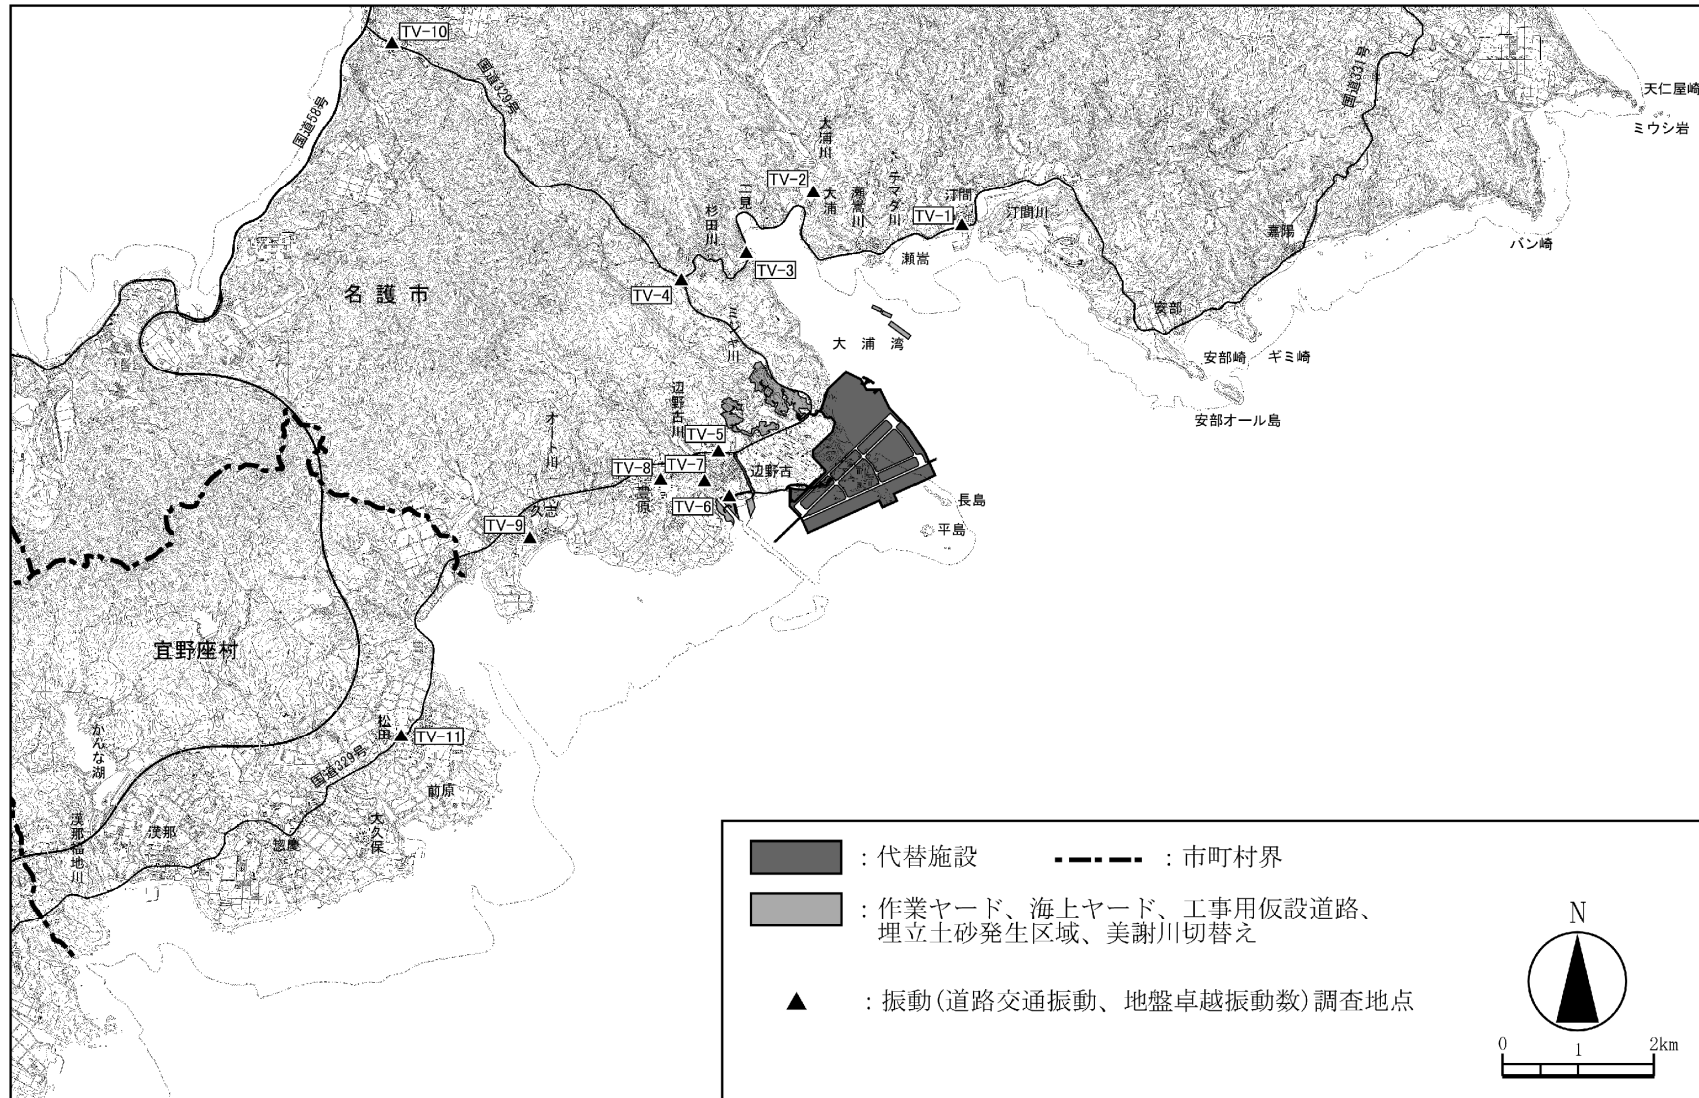 TV-10
国道58号
国道329号
国道331号
天仁屋崎
ミウシ岩
バン崎
大浦川
TV-2
大浦
瀬嵩川
テマダ川
汀間
TV-1
汀間川
嘉陽
二見
杉田川
TV-3
TV-4
瀬嵩
安部
名護市
大浦湾
安部崎
ギミ崎
安部オール島
辺野古川
TV-5
TV-8
TV-7
辺野古
豊原
TV-6
長島
平島
TV-9
久志
宜野座村
かんな湖
松田
TV-11
国道329号
前原
大久保
惣慶
漢那
漢那福地川
：代替施設
：市町村界
：作業ヤード、海上ヤード、工事用仮設道路、
埋立土砂発生区域、美謝川切替え
：振動(道路交通振動、地盤卓越振動数)調査地点
N
0 1 2km